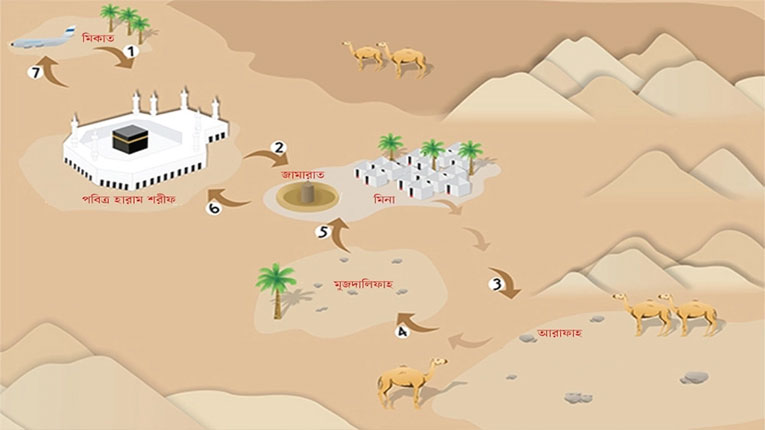 মিকাত
1
7
পবিত্র হারাম শরীফ
2
জামারাত
মিনা
6
5
3
মুজদালিফাহ
4
আরাফাহ